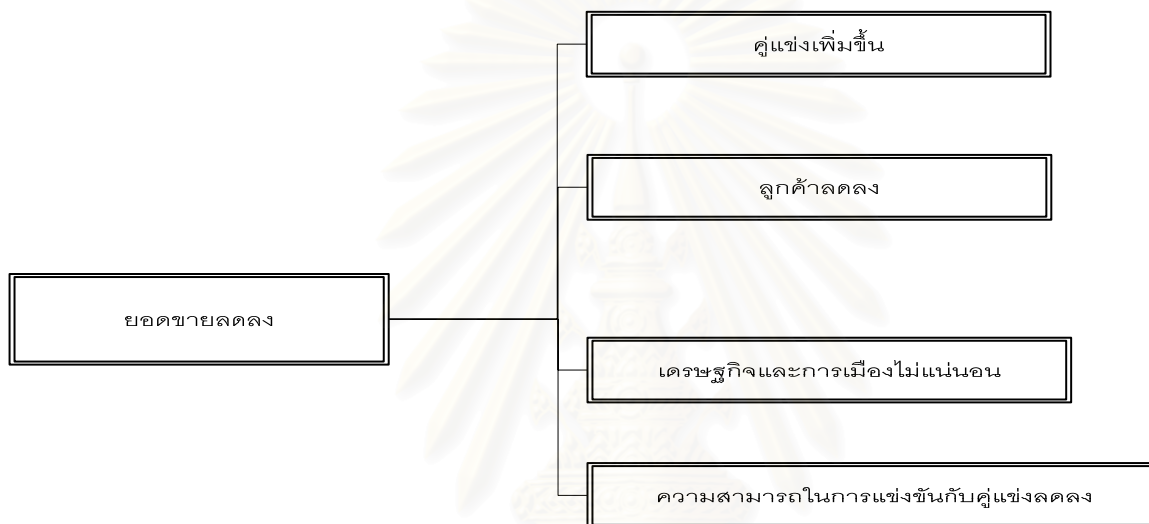 คู่แข่งเพิ่มขึ้น
ลูกค้าลดลง
ยอดขายลดลง
เดรษฐกิจและการเมืองไม่แน่นอน
ความสามารถในการแข่งขันกับคู่แข่งลดลง